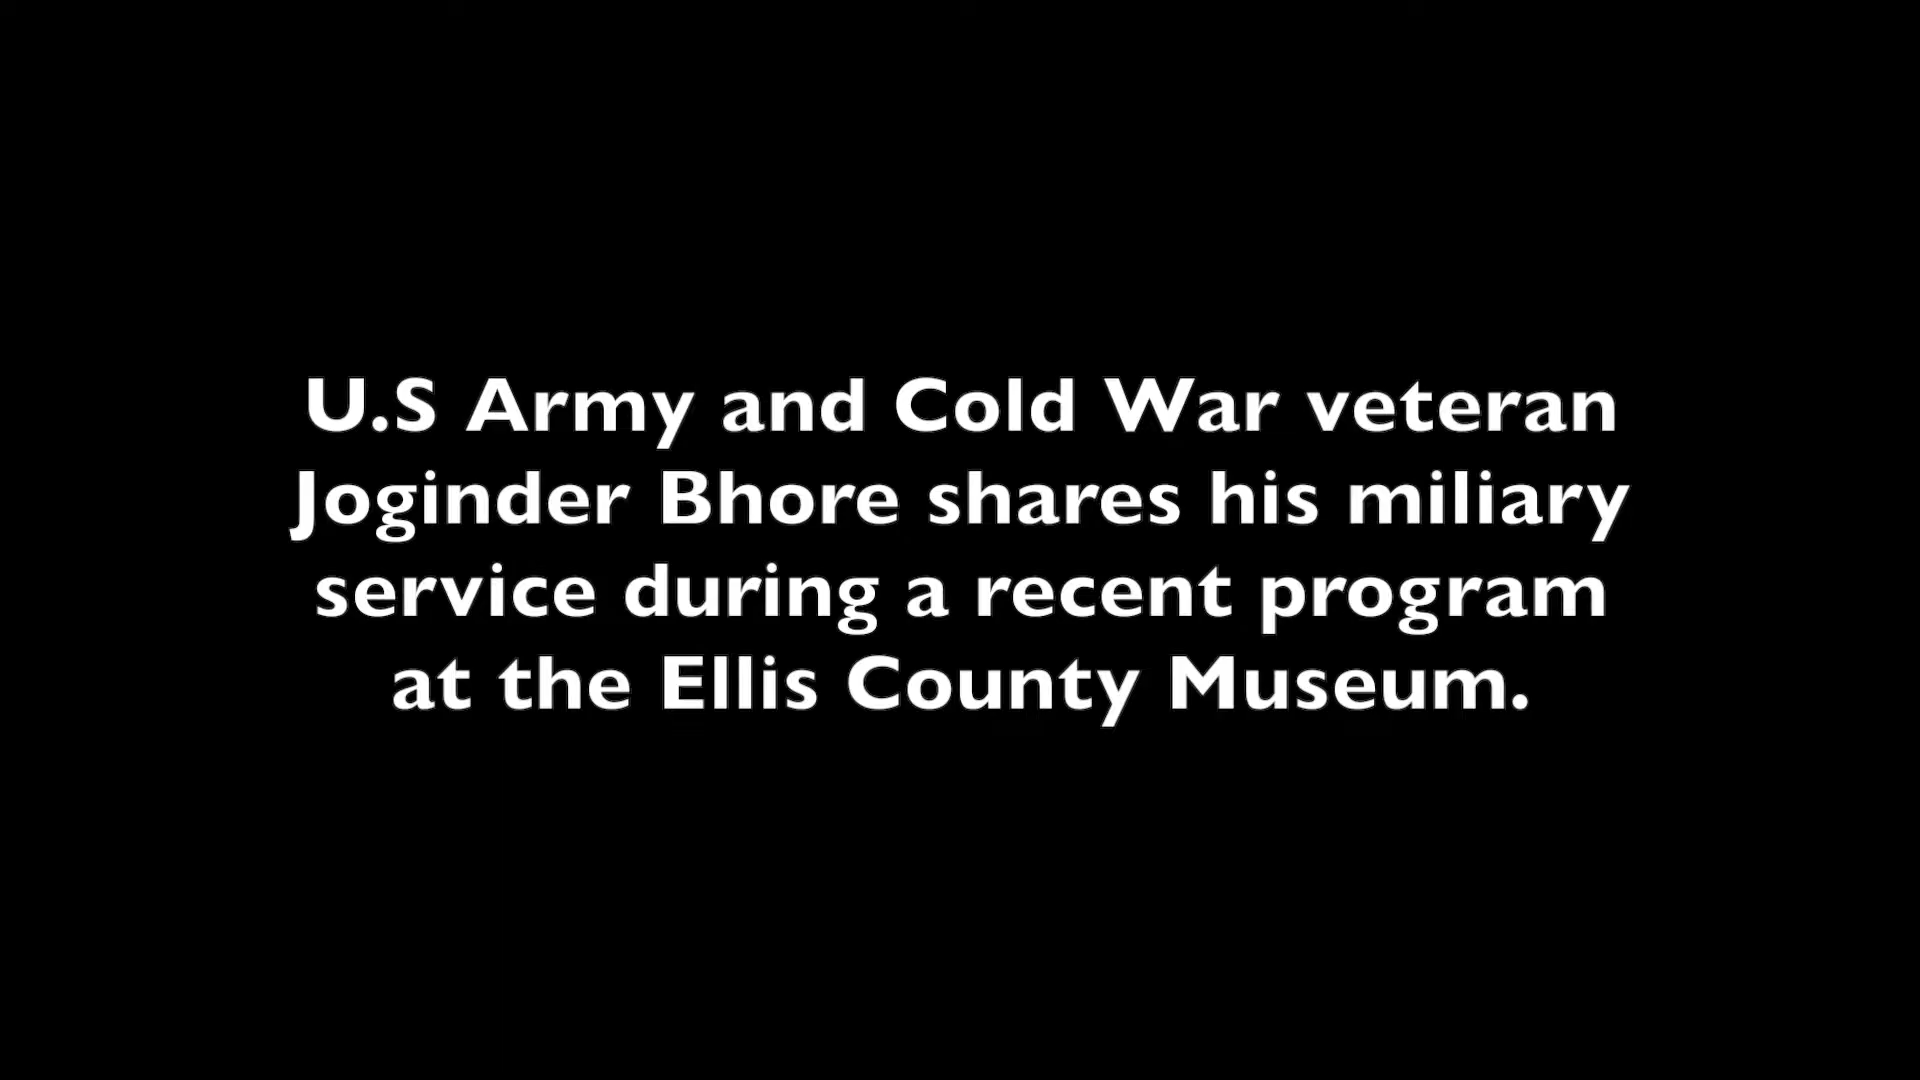 U.S Army and Cold War veteran
Joginder Bhore shares his miliary
service during a recent program
at the Ellis County Museum.